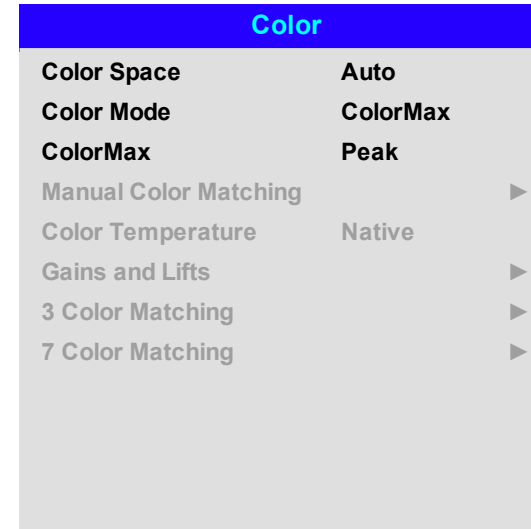 Color
Color Space Auto
Color Mode ColorMax
ColorMax Peak
Manual Color Matching ►
Color Temperature Native
Gains and Lifts ►
3 Color Matching ►
7 Color Matching ►